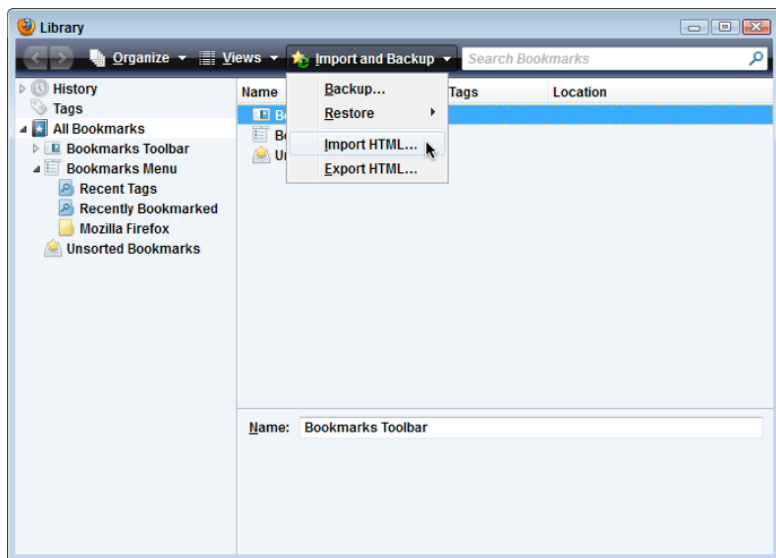 Library
Organize Views Import and Backup Search Bookmarks
History
Tags
All Bookmarks
Bookmarks Toolbar
Bookmarks Menu
Recent Tags
Recently Bookmarked
Mozilla Firefox
Unsorted Bookmarks
Name Tags Location
Backup...
Restore
Import HTML...
Export HTML...
Name: Bookmarks Toolbar